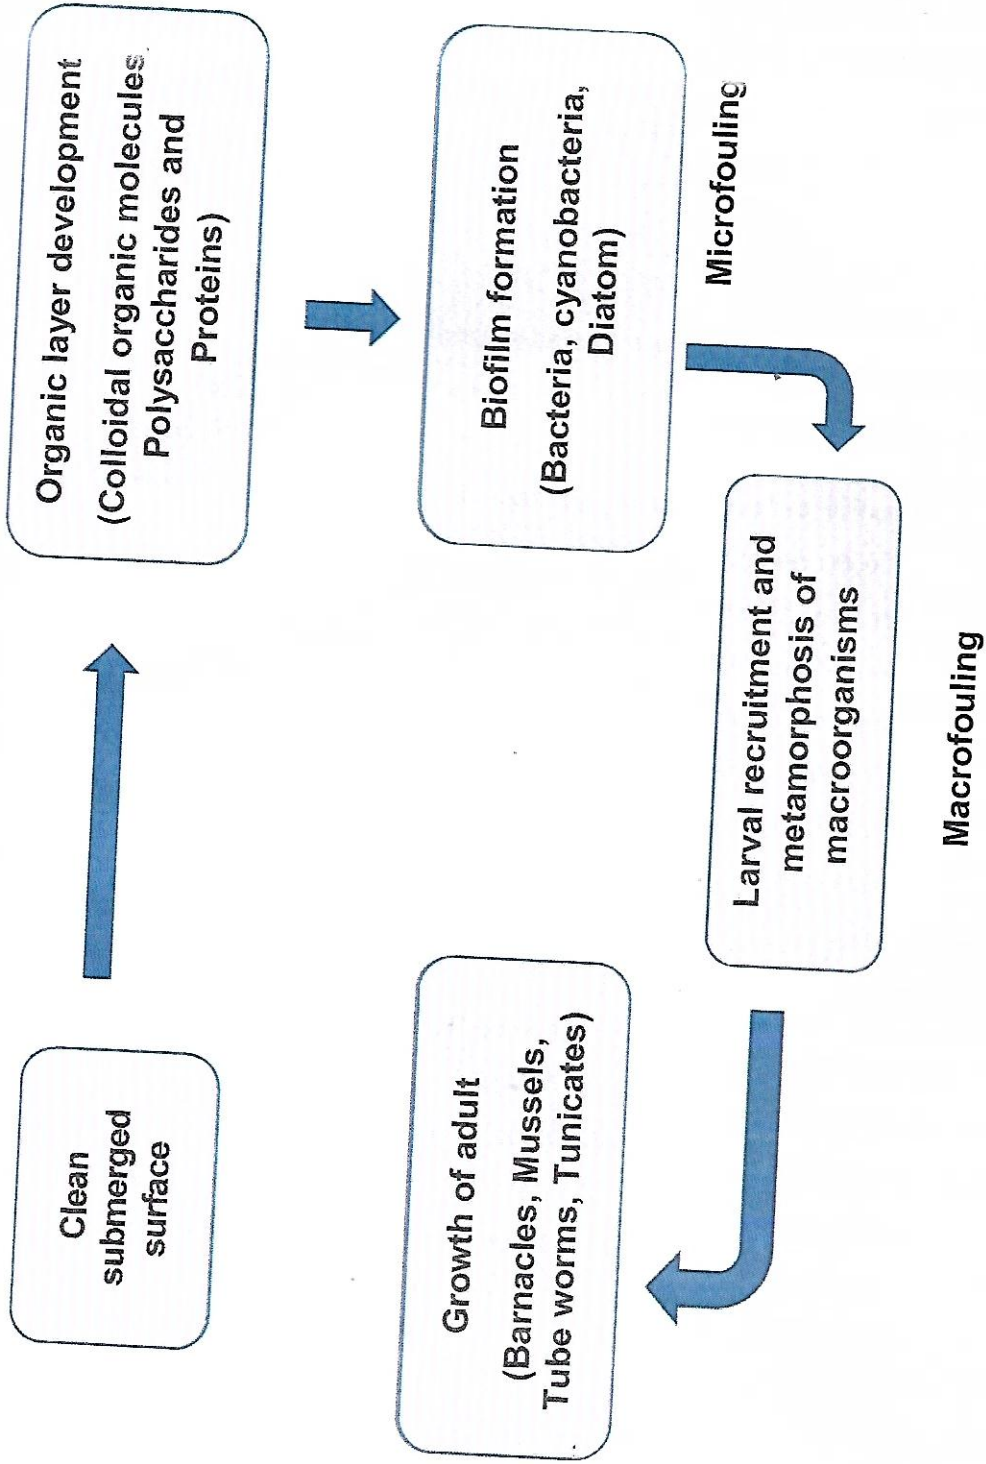 Clean
submerged
surface
Organic layer development
(Colloidal organic molecules,
Polysaccharides and
Proteins)
Biofilm formation
(Bacteria, cyanobacteria,
Diatom)
Microfouling
Larval recruitment and
metamorphosis of
macroorganisms
Macrofouling
Growth of adult
(Barnacles, Mussels,
Tube worms, Tunicates)